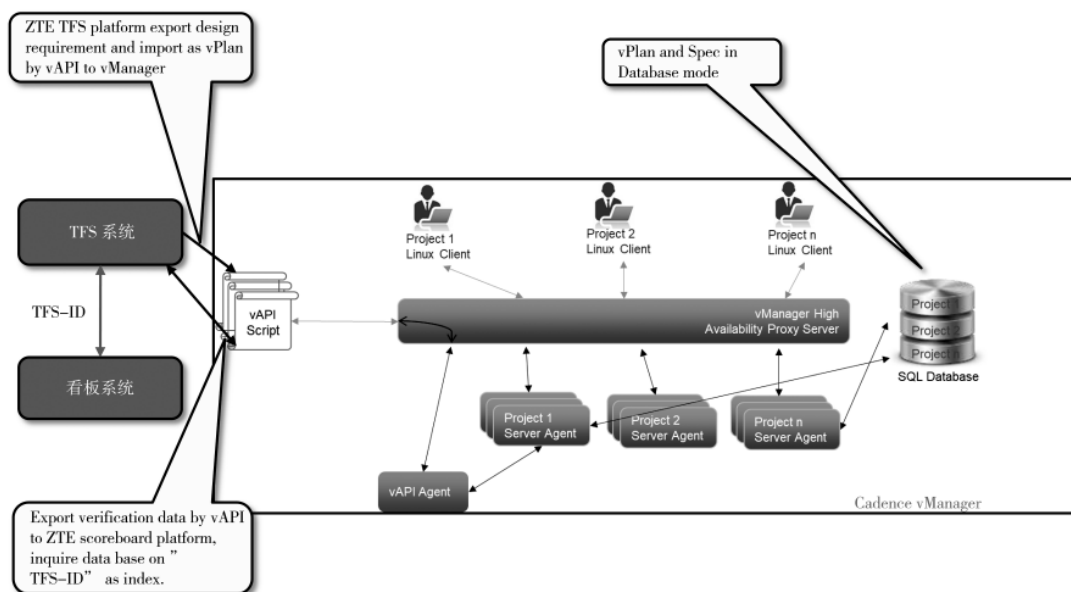 ZTE TFS platform export design
requirement and import as vPlan
by vAPI to vManager
vPlan and Spec in
Database mode
TFS 系统
TFS-ID
看板系统
vAPI
Script
Project 1
Linux Client
Project 2
Linux Client
Project n
Linux Client
vManager High
Availability Proxy Server
Project 1
Server Agent
Project 2
Server Agent
Project n
Server Agent
vAPI Agent
Project 1
Project 2
Project n
SQL Database
Cadence vManager
Export verification data by vAPI
to ZTE scoreboard platform,
inquire data base on ”
TFS-ID” as index.